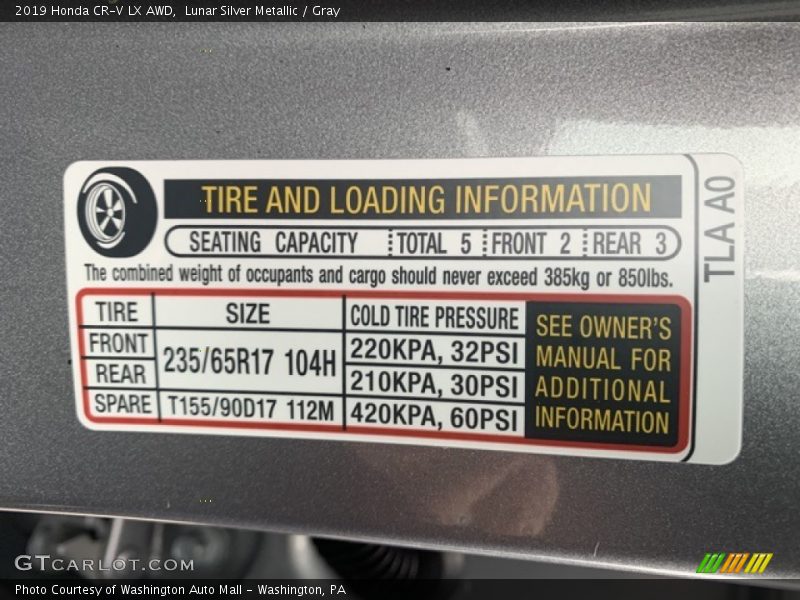 2019 Honda CR-V LX AWD,  Lunar Silver Metallic / Gray
TIRE AND LOADING INFORMATION
SEATING CAPACITY TOTAL 5 FRONT 2 REAR 3
The combined weight of occupants and cargo should never exceed 385kg or 850lbs.
TIRE SIZE COLD TIRE PRESSURE
FRONT 235/65R17 104H 220KPA, 32PSI
REAR 210KPA, 30PSI
SPARE T155/90D17 112M 420KPA, 60PSI
SEE OWNER'S
MANUAL FOR
ADDITIONAL
INFORMATION
TLA A0
GTCARLOT.COM
Photo Courtesy of Washington Auto Mall - Washington, PA